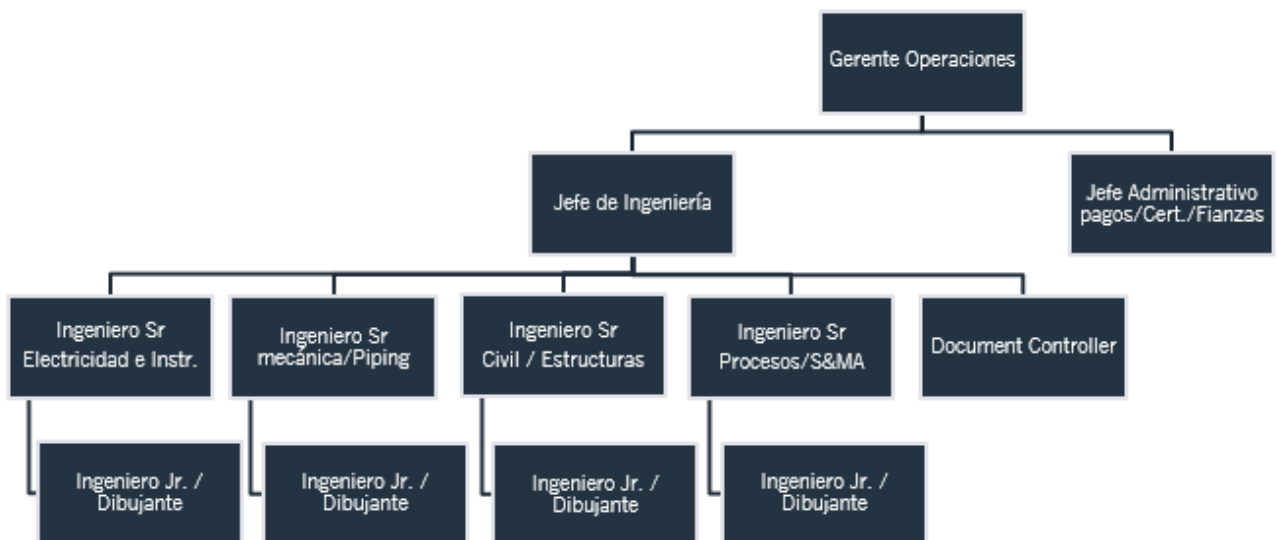 Gerente Operaciones
Jefe de Ingeniería
Jefe Administrativo
pagos/Cert./Fianzas
Ingeniero Sr
Electricidad e Instr.
Ingeniero Sr
mecánica/Piping
Ingeniero Sr
Civil / Estructuras
Ingeniero Sr
Procesos/S&MA
Document Controller
Ingeniero Jr. /
Dibujante
Ingeniero Jr. /
Dibujante
Ingeniero Jr. /
Dibujante
Ingeniero Jr. /
Dibujante